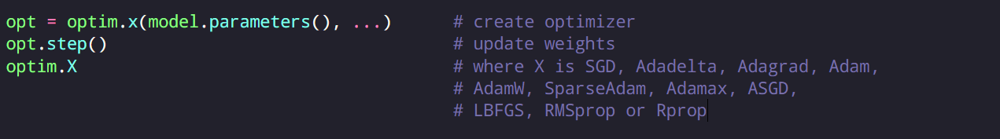 opt = optim.x(model.parameters(), ...) # create optimizer
opt.step() # update weights
optim.X # where X is SGD, Adadelta, Adagrad, Adam,
# AdamW, SparseAdam, Adamax, ASGD,
# LBFGS, RMSprop or Rprop